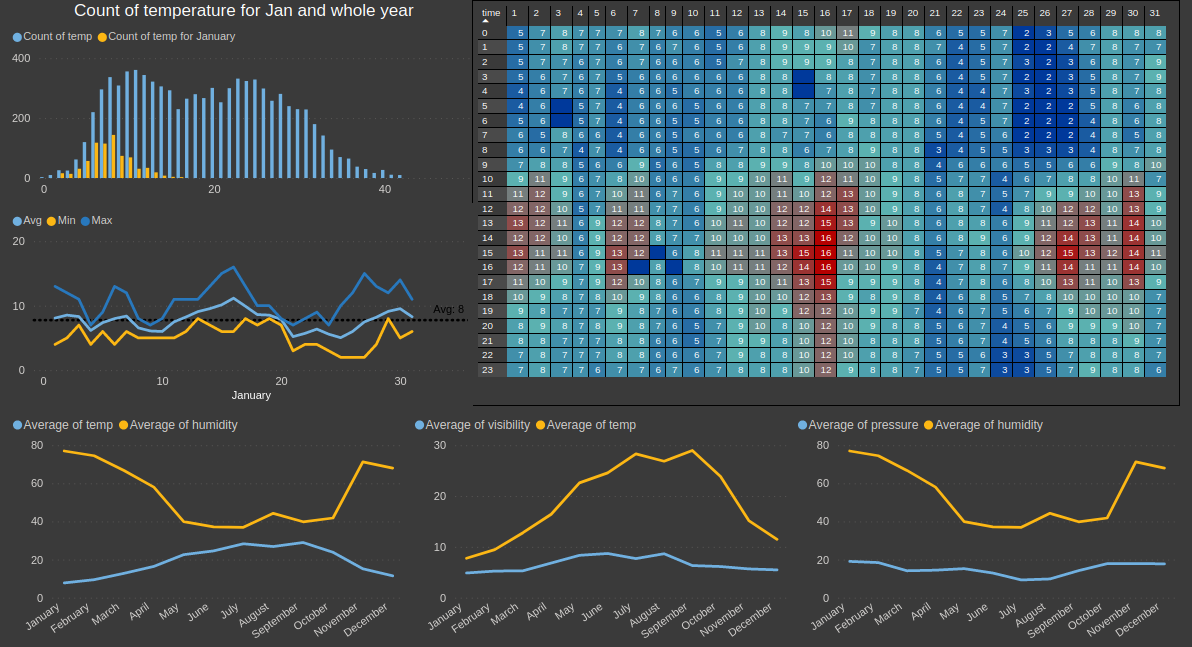 Count of temperature for Jan and whole year
Count of temp Count of temp for January
400
200
0
0 20 40
Avg Min Max
20
10
0
Avg: 8
0 10 20 30
January
time 1 2 3 4 5 6 7 8 9 10 11 12 13 14 15 16 17 18 19 20 21 22 23 24 25 26 27 28 29 30 31
0 5 7 8 7 7 7 8 7 6 6 5 6 8 9 8 10 11 9 8 8 6 5 5 7 2 3 5 6 8 8 8
1 5 7 8 7 7 6 7 6 7 6 5 6 8 9 9 9 10 7 8 8 7 4 5 7 2 2 4 7 8 7 7
2 5 7 7 6 7 6 6 6 6 6 5 7 8 9 9 9 8 7 8 8 7 4 5 7 3 2 3 6 8 7 9
3 5 6 7 6 7 5 6 6 6 6 6 6 8 8 8 8 7 8 8 6 4 5 7 2 2 3 5 8 7 9
4 4 6 7 6 7 4 6 6 6 5 6 6 8 7 7 8 7 8 8 6 4 4 7 3 2 3 5 8 7 8
5 4 6 5 7 4 6 6 6 5 6 6 8 7 8 7 8 8 8 8 6 4 4 7 2 2 2 5 8 6 8
6 5 6 5 7 4 6 6 5 5 6 6 8 7 7 6 9 8 8 8 6 5 4 6 2 2 2 4 8 6 8
7 6 5 8 6 6 4 6 6 5 6 6 6 8 7 7 6 8 8 8 8 5 4 5 6 2 2 2 4 7 5 8
8 6 6 7 4 7 4 6 6 5 6 6 7 8 8 6 7 8 9 8 8 3 4 5 5 3 3 3 4 8 7 8
9 7 8 8 5 6 6 9 5 6 6 8 8 9 9 8 10 10 10 8 8 4 6 6 6 5 5 6 6 9 8 10
10 9 11 9 6 7 8 10 6 6 6 9 9 10 11 9 12 11 10 9 8 4 5 7 4 6 7 8 8 10 11 7
11 11 12 9 6 7 10 11 6 7 6 9 10 10 11 10 12 13 10 9 8 6 8 7 5 7 9 9 10 9 13 9
12 12 12 10 5 7 11 11 7 7 6 9 10 11 12 12 14 13 10 9 8 6 7 8 4 8 10 12 12 10 13 9
13 13 12 11 6 9 12 12 8 6 7 10 10 11 12 13 15 13 9 10 8 6 8 8 6 9 11 12 13 11 14 10
14 12 12 11 6 9 12 12 8 7 7 10 10 10 13 13 16 12 10 10 8 6 8 9 6 9 12 14 13 11 14 10
15 13 11 11 6 9 13 12 6 8 11 11 11 13 15 16 11 10 9 8 5 7 8 6 9 12 15 13 12 14 11
16 12 11 10 7 9 13 8 8 10 11 11 12 14 16 10 10 9 8 4 7 8 7 6 11 14 11 11 14 10
17 11 10 9 7 9 12 10 8 6 7 9 10 10 11 13 15 9 9 9 8 4 7 8 6 7 8 10 13 11 13 9
18 10 9 8 7 8 10 9 8 6 7 9 9 10 10 12 13 9 9 9 8 4 6 8 5 8 5 7 10 10 10 10
19 9 8 7 7 7 9 8 7 6 6 8 9 10 9 12 12 10 9 9 7 4 6 7 5 6 7 9 10 10 10 9
20 8 9 8 7 8 9 8 7 6 5 7 9 10 10 11 12 10 9 8 8 5 6 7 4 5 6 9 9 9 10 7
21 8 8 7 7 7 8 8 7 6 6 7 9 9 8 10 12 10 9 8 8 5 6 7 4 5 6 8 8 8 9 7
22 7 8 7 7 7 7 8 6 6 6 7 9 8 8 10 12 10 9 8 7 5 5 6 3 3 5 7 8 8 8 7
23 7 8 7 7 6 7 7 6 7 6 7 8 8 8 10 12 9 8 8 7 5 5 7 3 3 5 7 9 8 8 6
Average of temp Average of humidity
80
60
40
20
0
January February March April May June July August September October November December
Average of visibility Average of temp
30
20
10
0
January February March April May June July August September October November December
Average of pressure Average of humidity
80
60
40
20
0
January February March April May June July August September October November December